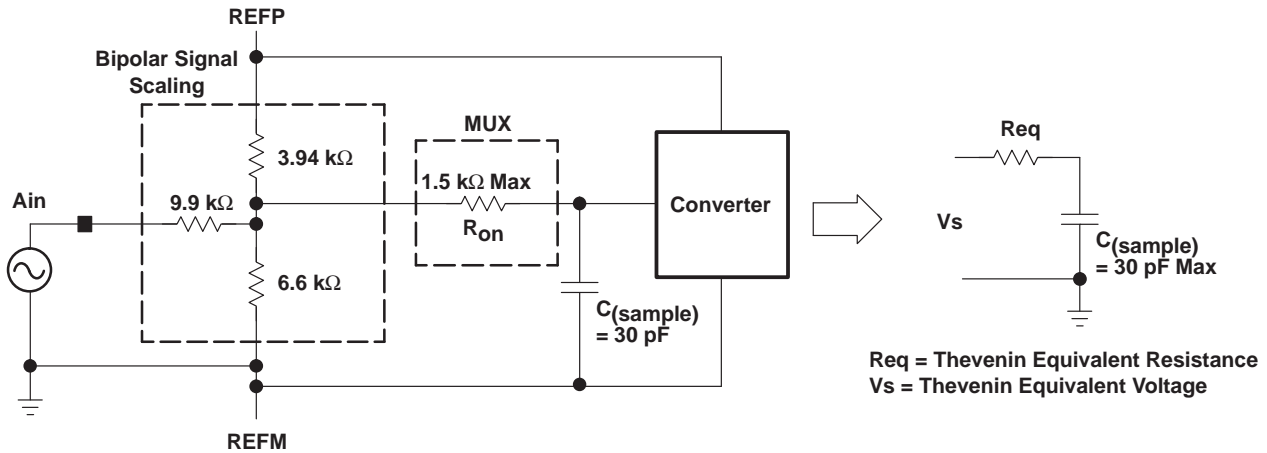 REFP
Bipolar Signal
Scaling
MUX
3.94 kΩ
1.5 kΩ Max
Ron
9.9 kΩ
Ain
6.6 kΩ
C(sample)
= 30 pF
Converter
REFM
Req
Vs
C(sample)
= 30 pF Max
Req = Thevenin Equivalent Resistance
Vs = Thevenin Equivalent Voltage